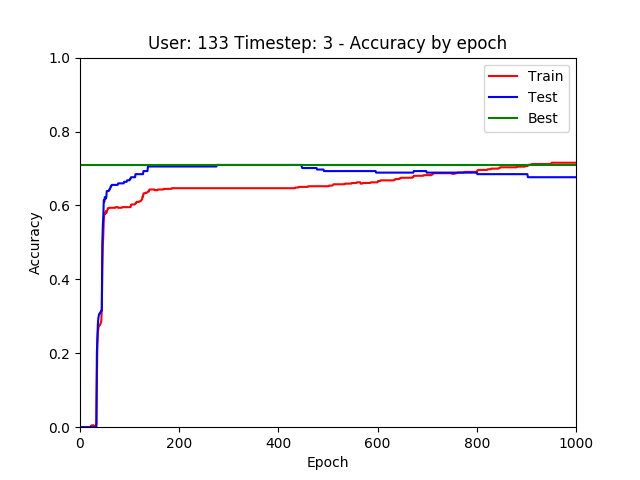 User: 133 Timestep: 3 - Accuracy by epoch
1.0
0.8
0.6
0.4
0.2
0.0
Accuracy
0 200 400 600 800 1000
Epoch
Train
Test
Best